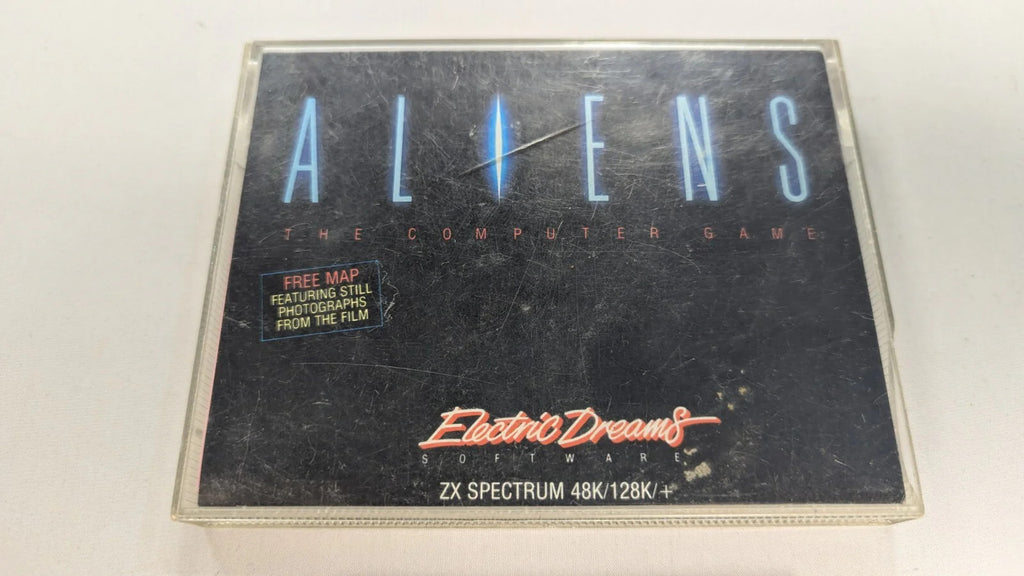 ALIENS
THE COMPUTER GAME
FREE MAP
FEATURING STILL
PHOTOGRAPHS
FROM THE FILM
Electric Dreams
SOFTWARE
ZX SPECTRUM 48K/128K/+